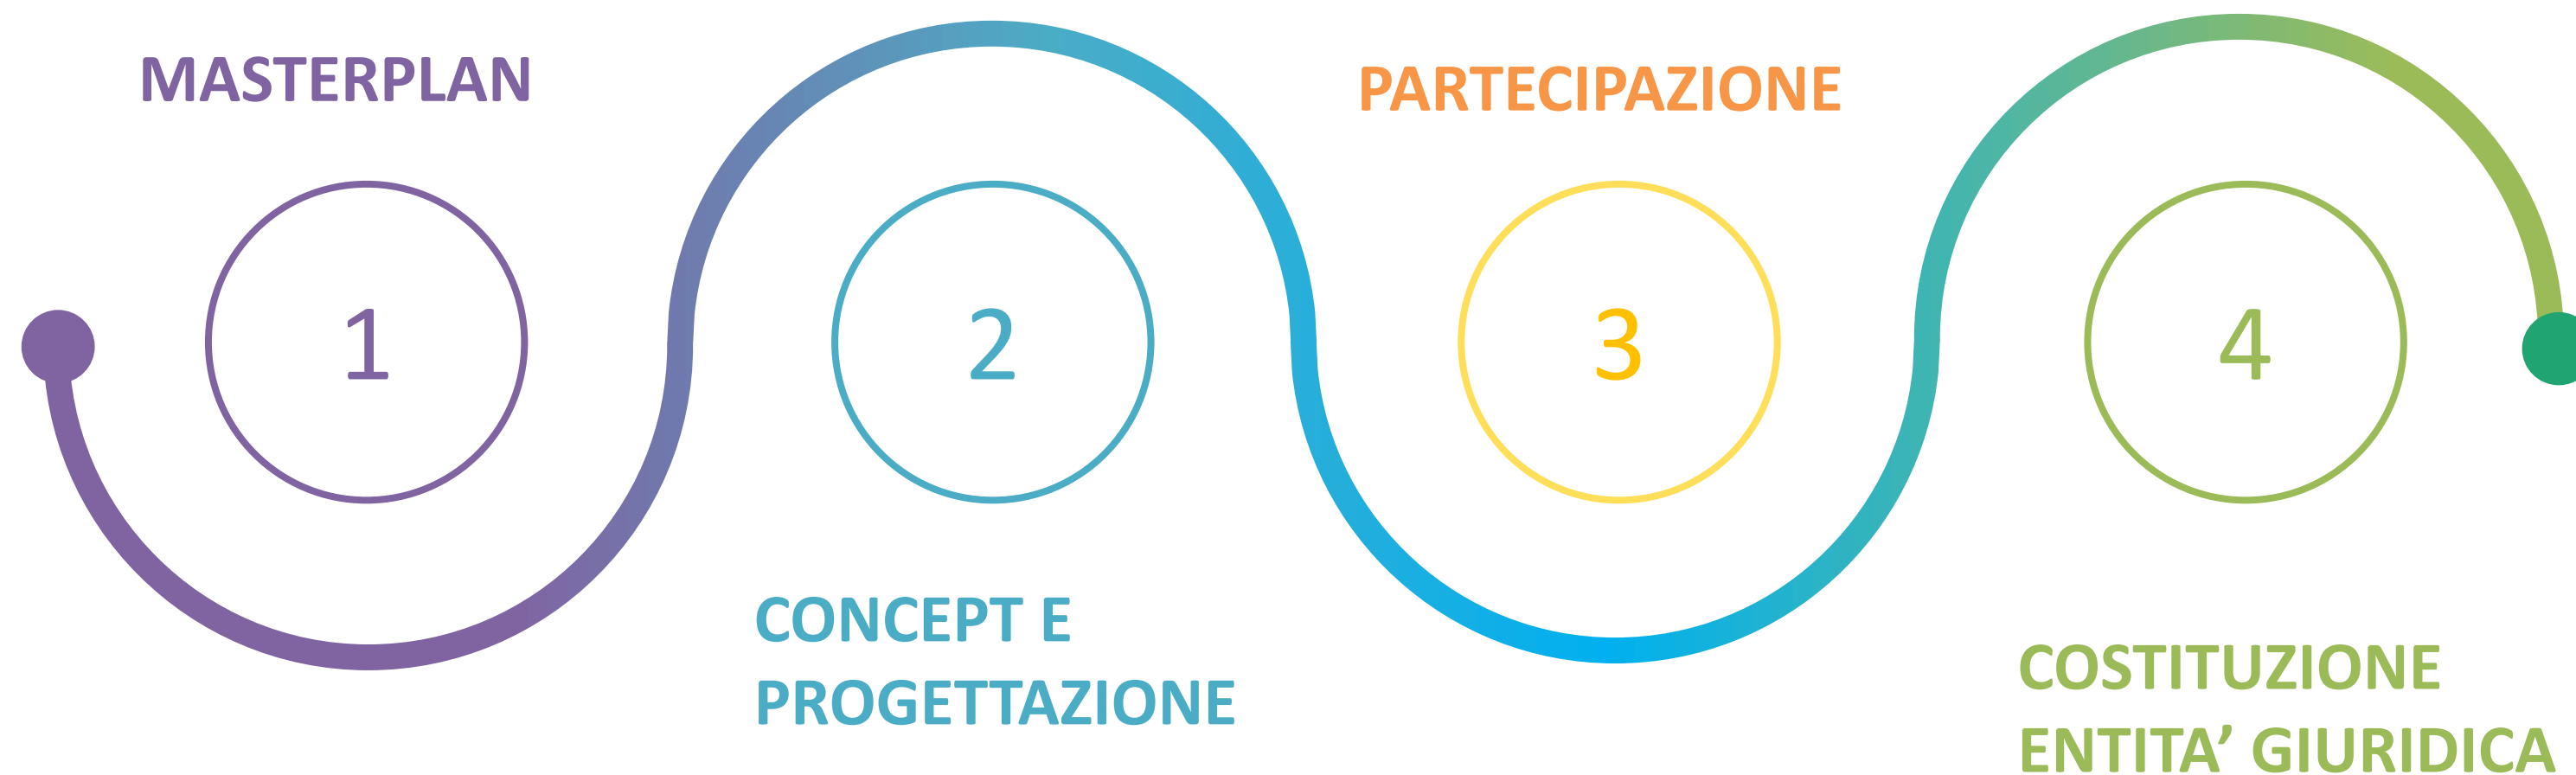 MASTERPLAN
1
2
CONCEPT E
PROGETTAZIONE
PARTECIPAZIONE
3
4
COSTITUZIONE
ENTITA’ GIURIDICA